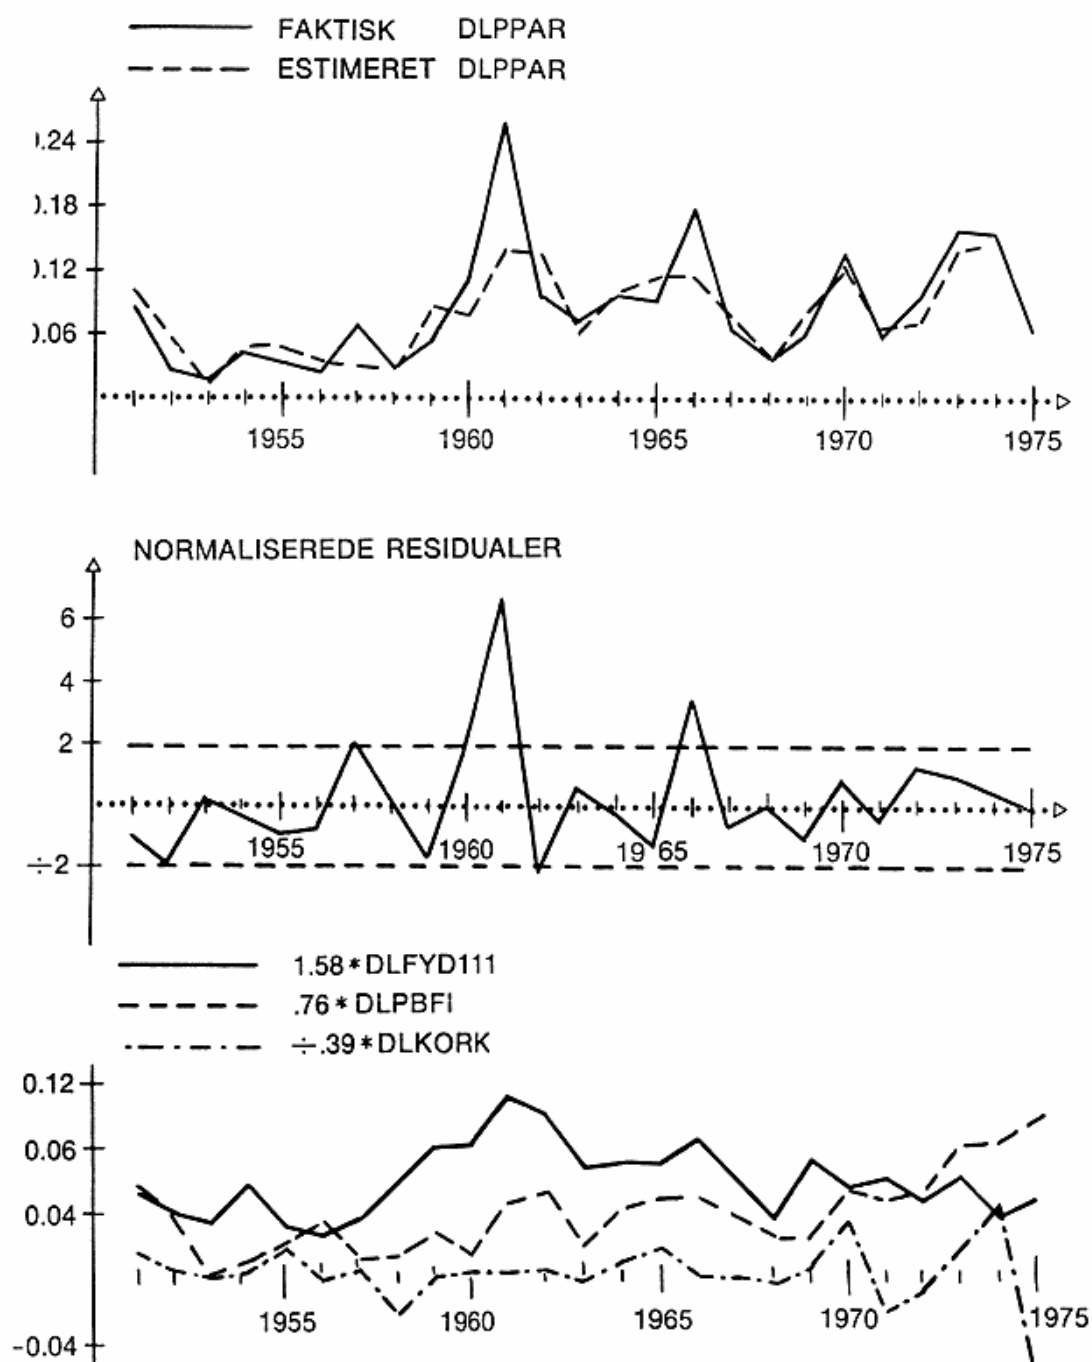 FAKTISK DLPPAR
ESTIMERET DLPPAR
.24
.18
.12
.06
1955 1960 1965 1970 1975
NORMALISEREDE RESIDUALER
6
4
2
1955 1960 1965 1970 1975
÷2
1.58*DLFYD111
.76*DLPBFI
÷.39*DLKORK
0.12
0.06
0.04
1955 1960 1965 1970 1975
-0.04